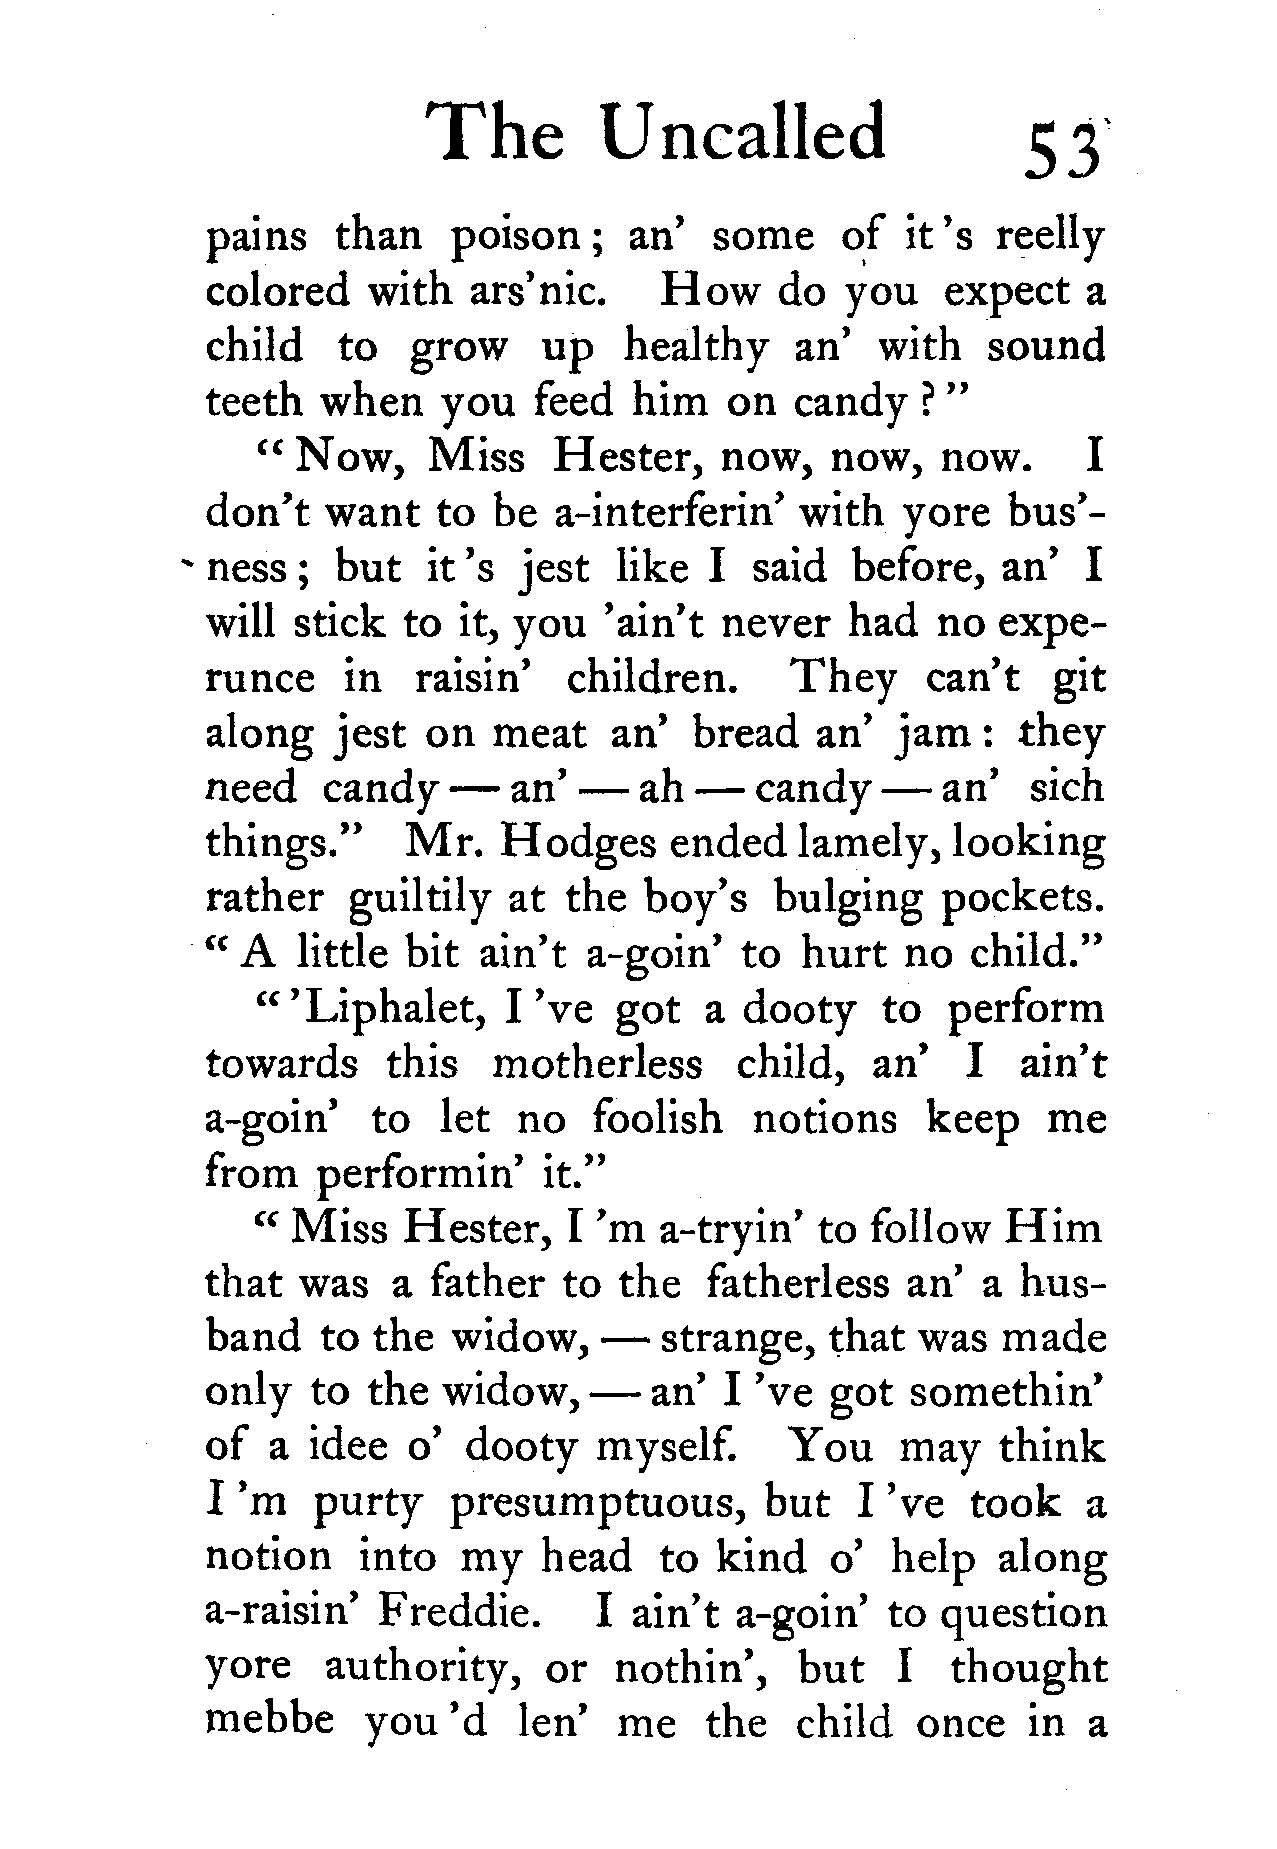 The Uncalled 53
pains than poison; an' some of it's reelly
colored with ars'nic. How do you expect a
child to grow up healthy an' with sound
teeth when you feed him on candy?"
"Now, Miss Hester, now, now, now. I
don't want to be a-interferin' with yore bus'-
ness; but it's jest like I said before, an' I
will stick to it, you 'ain't never had no expe-
runce in raisin' children. They can't git
along jest on meat an' bread an' jam: they
need candy — an' — ah — candy — an' sich
things." Mr. Hodges ended lamely, looking
rather guiltily at the boy's bulging pockets.
"A little bit ain't a-goin' to hurt no child."
"'Liphalet, I've got a dooty to perform
towards this motherless child, an' I ain't
a-goin' to let no foolish notions keep me
from performin' it."
"Miss Hester, I'm a-tryin' to follow Him
that was a father to the fatherless an' a hus-
band to the widow, — strange, that was made
only to the widow, — an' I've got somethin'
of a idee o' dooty myself. You may think
I'm purty presumptuous, but I've took a
notion into my head to kind o' help along
a-raisin' Freddie. I ain't a-goin' to question
yore authority, or nothin', but I thought
mebbe you'd len' me the child once in a